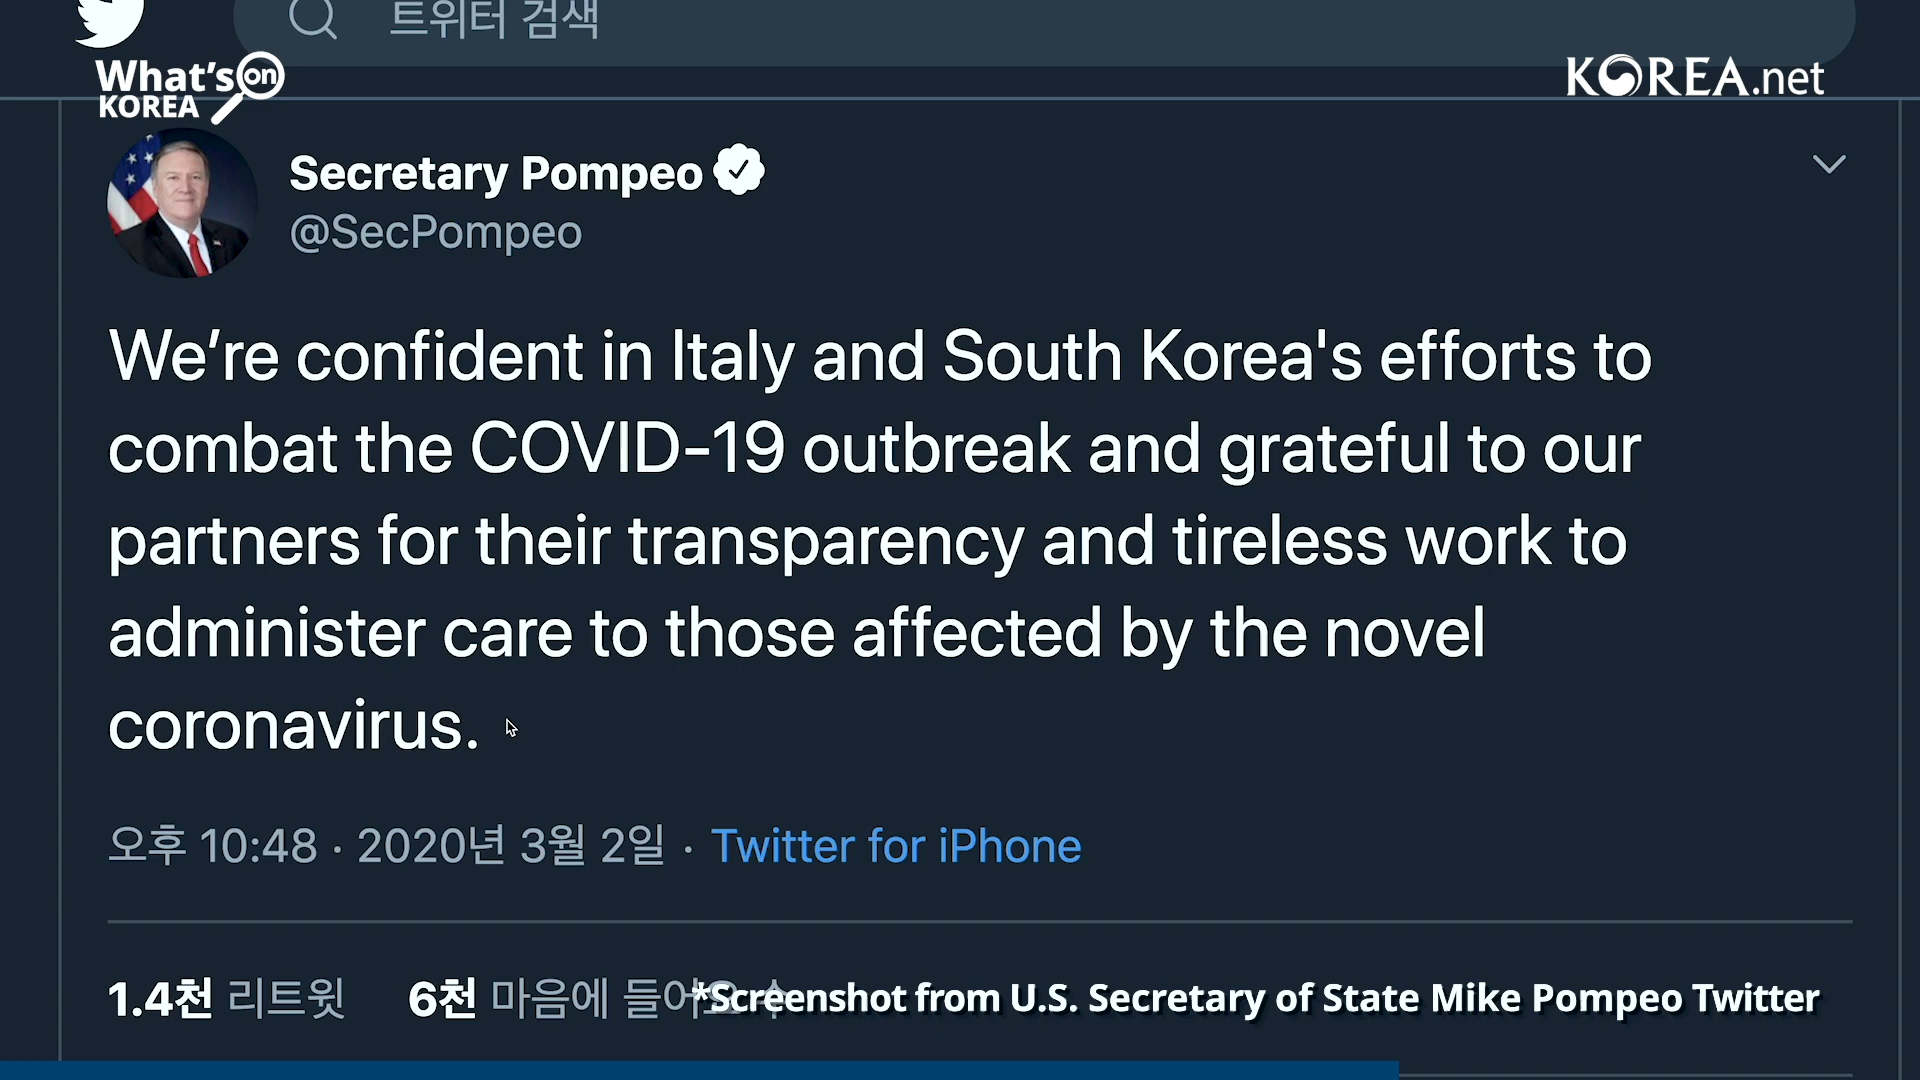 트위터 검색
What's on
KOREA
KOREA.net
Secretary Pompeo
@SecPompeo
We’re confident in Italy and South Korea's efforts to
combat the COVID-19 outbreak and grateful to our
partners for their transparency and tireless work to
administer care to those affected by the novel
coronavirus.
오후 10:48 · 2020년 3월 2일 · Twitter for iPhone
1.4천 리트윗 6천 마음에 들어요 수
*Screenshot from U.S. Secretary of State Mike Pompeo Twitter